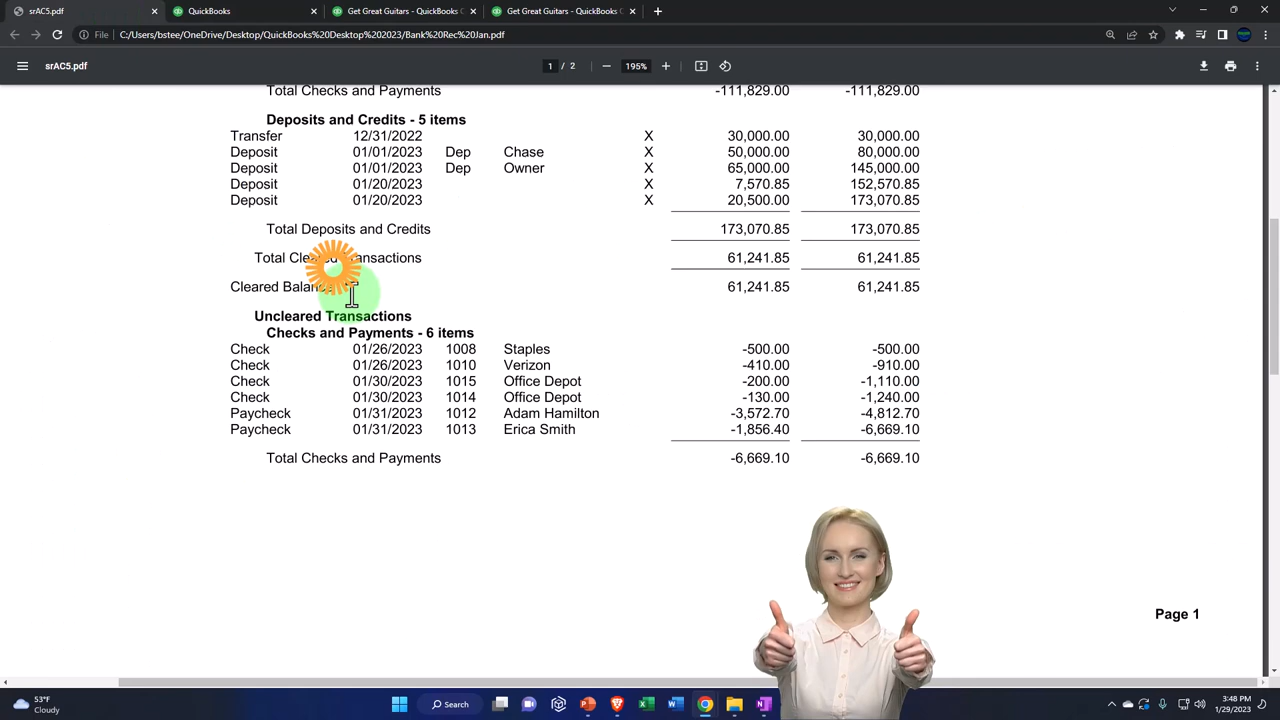 srAC5.pdf
QuickBooks
Get Great Guitars - QuickBooks C
Get Great Guitars - QuickBooks C
File C:/Users/bstee/OneDrive/Desktop/QuickBooks%20Desktop%202023/Bank%20Rec%20Jan.pdf
srAC5.pdf
1 / 2
195%
Total Checks and Payments -111,829.00 -111,829.00
Deposits and Credits - 5 items
Transfer 12/31/2022 X 30,000.00 30,000.00
Deposit 01/01/2023 Dep Chase X 50,000.00 80,000.00
Deposit 01/01/2023 Dep Owner X 65,000.00 145,000.00
Deposit 01/20/2023 X 7,570.85 152,570.85
Deposit 01/20/2023 X 20,500.00 173,070.85
Total Deposits and Credits 173,070.85 173,070.85
Total Cleared Transactions 61,241.85 61,241.85
Cleared Balance 61,241.85 61,241.85
Uncleared Transactions
Checks and Payments - 6 items
Check 01/26/2023 1008 Staples -500.00 -500.00
Check 01/26/2023 1010 Verizon -410.00 -910.00
Check 01/30/2023 1015 Office Depot -200.00 -1,110.00
Check 01/30/2023 1014 Office Depot -130.00 -1,240.00
Paycheck 01/31/2023 1012 Adam Hamilton -3,572.70 -4,812.70
Paycheck 01/31/2023 1013 Erica Smith -1,856.40 -6,669.10
Total Checks and Payments -6,669.10 -6,669.10
Page 1
53°F
Cloudy
Search
3:48 PM
1/29/2023